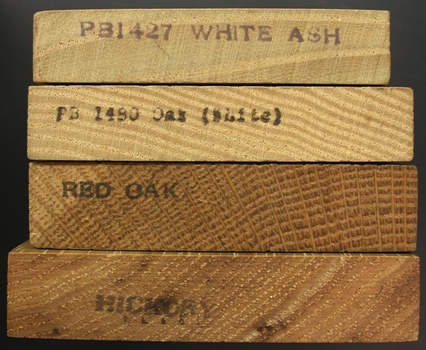 PB1427 WHITE ASH
PB 1490 Oak (White)
RED OAK
HICKORY